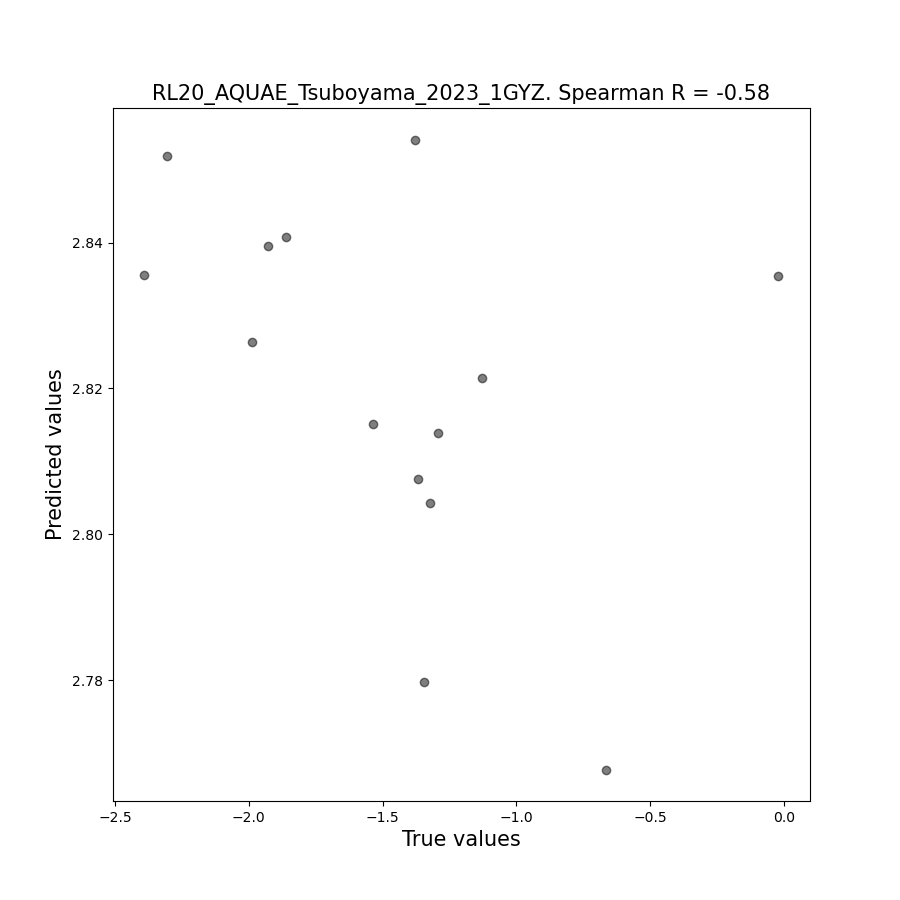 RL20_AQUAE_Tsuboyama_2023_1GYZ. Spearman R = -0.58
Predicted values
2.84
2.82
2.80
2.78
−2.5 −2.0 −1.5 −1.0 −0.5 0.0
True values